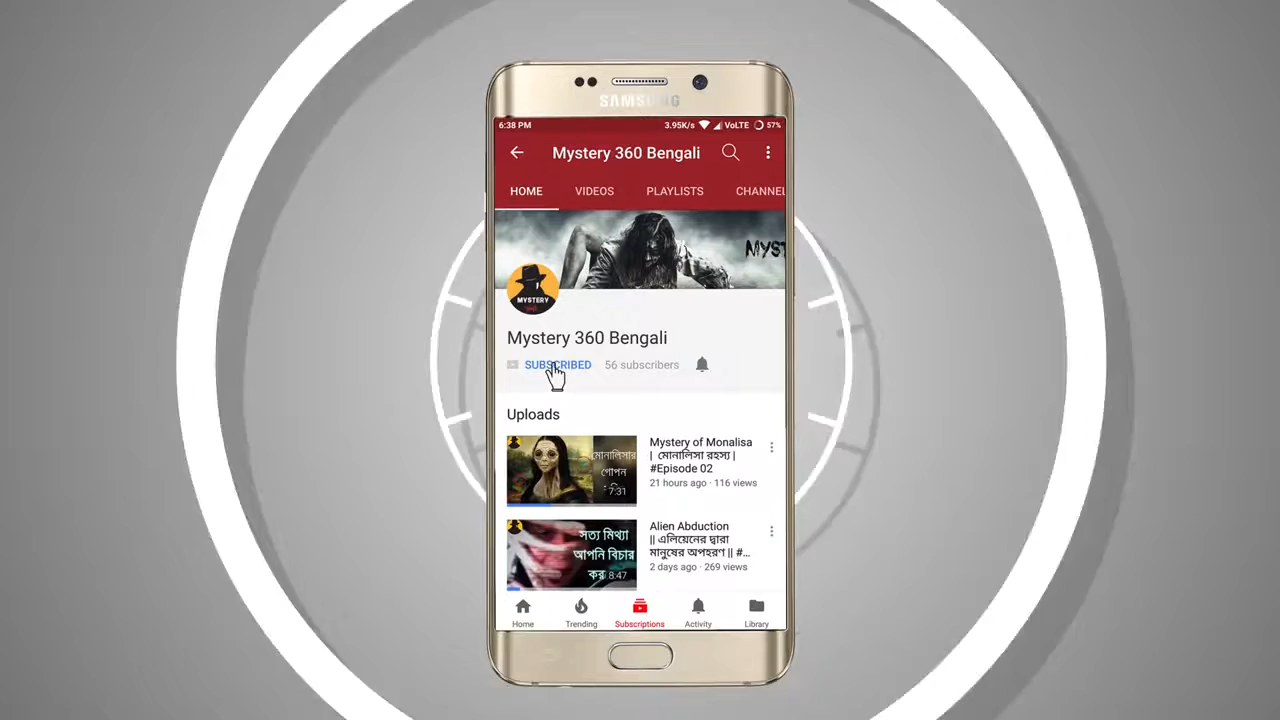 SAMSUNG
6:38 PM 3.95K/s VoLTE 57%
Mystery 360 Bengali
HOME VIDEOS PLAYLISTS CHANNEL
MYST
MYSTERY
Mystery 360 Bengali
SUBSCRIBED 56 subscribers
Uploads
মোনালিসার
গোপন
7:31
Mystery of Monalisa
| মোনালিসা রহস্য |
#Episode 02
21 hours ago · 116 views
সত্য মিথ্যা
আপনি বিচার
কর
8:47
Alien Abduction
|| এলিয়েনের দ্বারা
মানুষের অপহরণ || #...
2 days ago · 269 views
Home Trending Subscriptions Activity Library